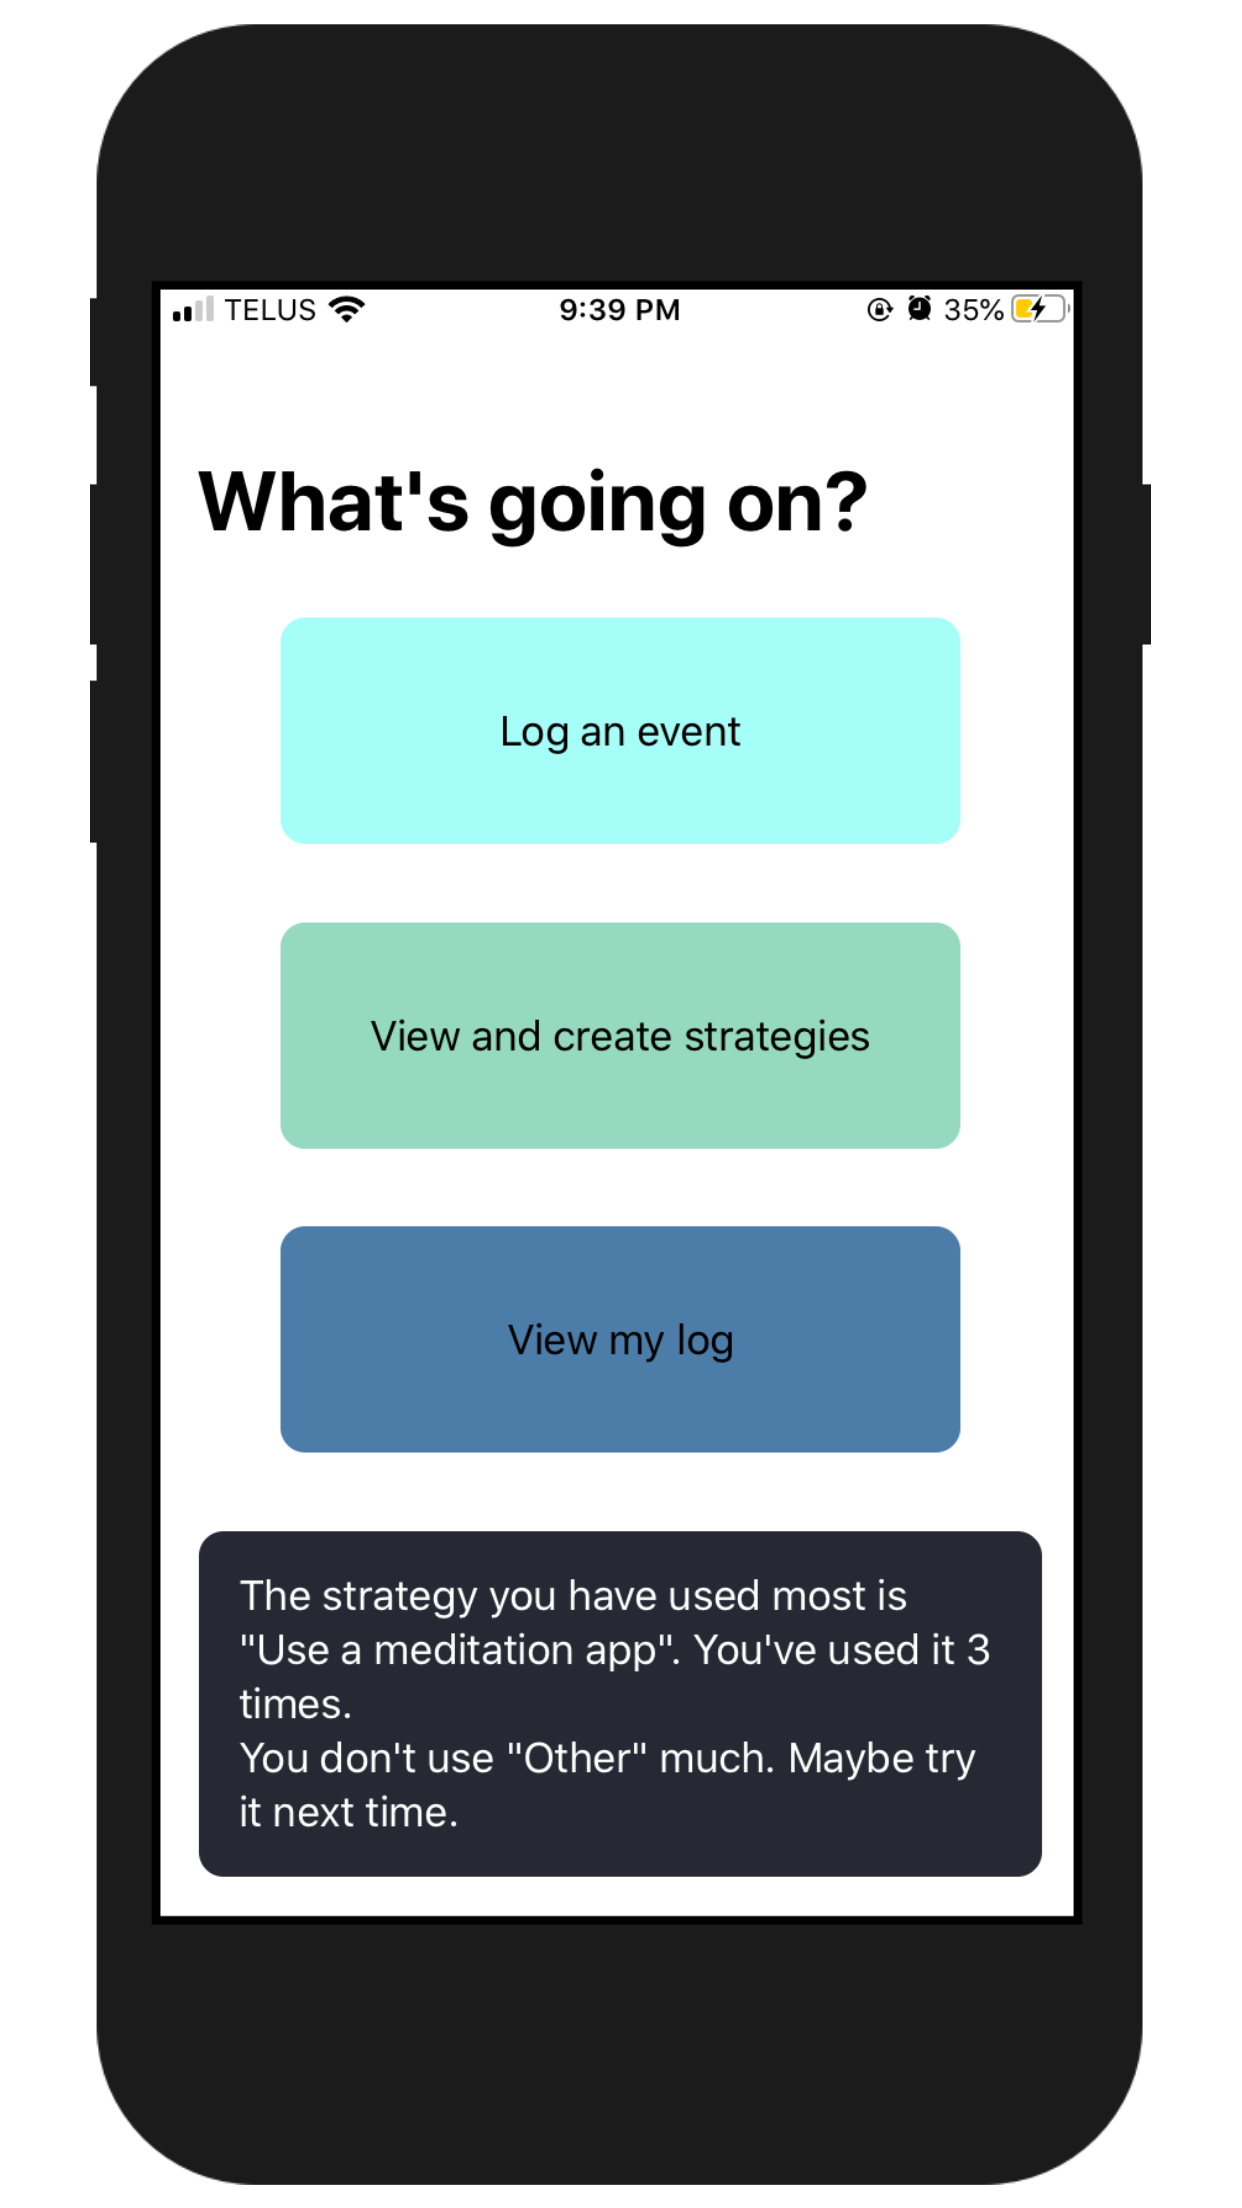 TELUS 9:39 PM 35%
What's going on?
Log an event
View and create strategies
View my log
The strategy you have used most is
"Use a meditation app". You've used it 3
times.
You don't use "Other" much. Maybe try
it next time.